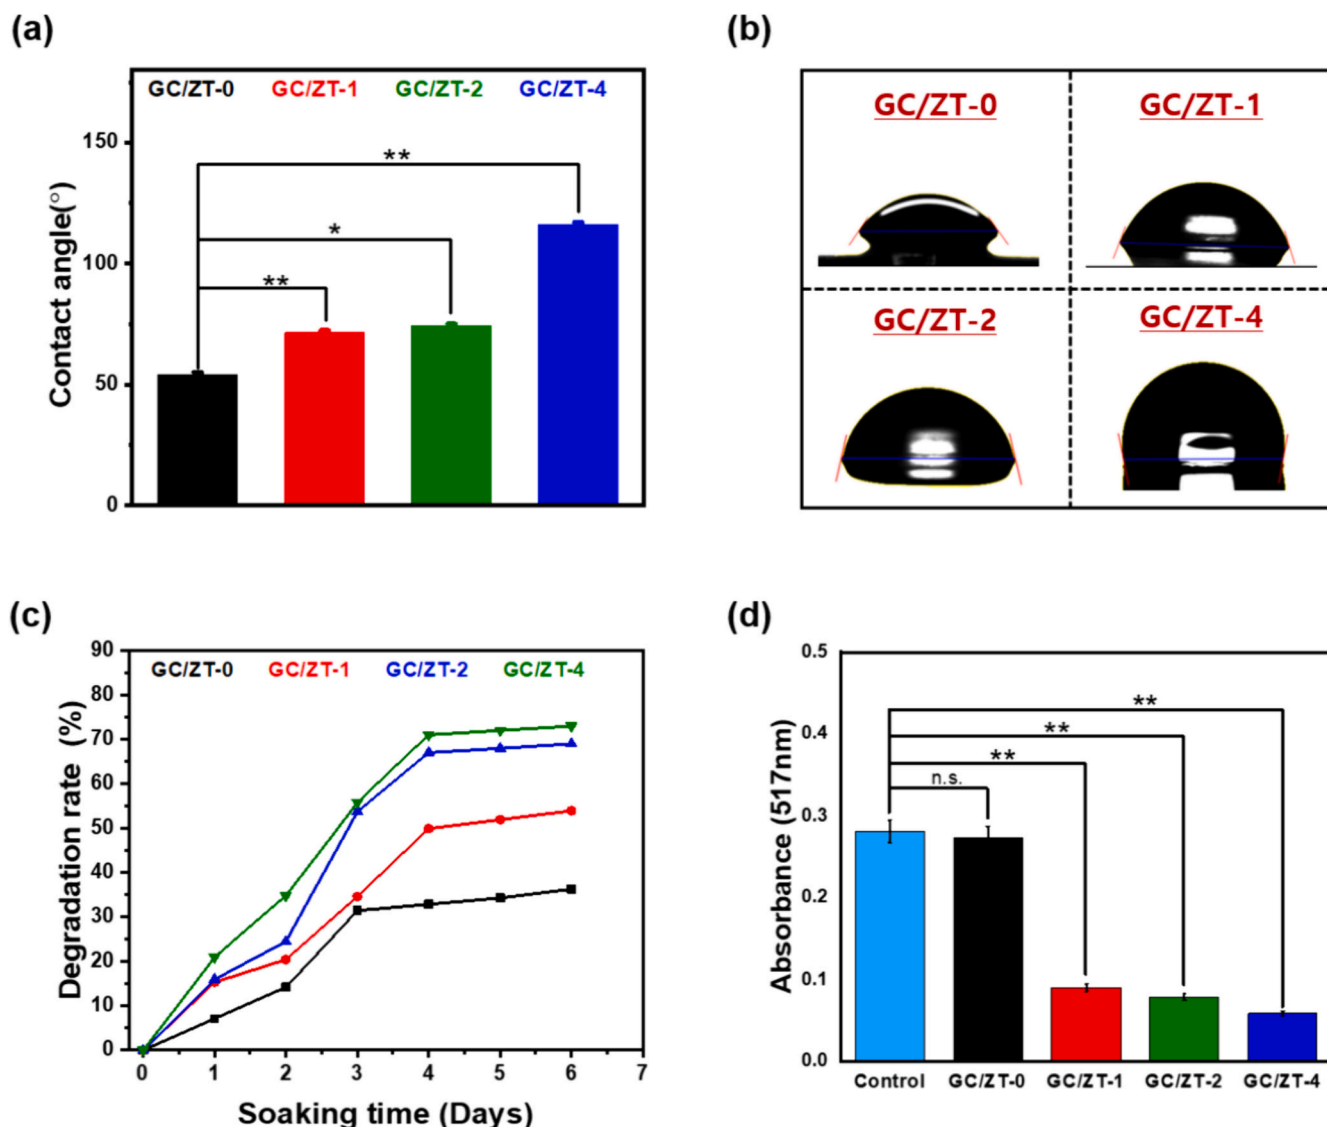 (a)
GC/ZT-0 GC/ZT-1 GC/ZT-2 GC/ZT-4
150
100
50
0
Contact angle(°)
**
*
**
(b)
GC/ZT-0 GC/ZT-1
GC/ZT-2 GC/ZT-4
(c)
GC/ZT-0 GC/ZT-1 GC/ZT-2 GC/ZT-4
90
80
70
60
50
40
30
20
10
0
Degradation rate (%)
0 1 2 3 4 5 6 7
Soaking time (Days)
(d)
0.5
0.4
0.3
0.2
0.1
0.0
Absorbance (517nm)
**
**
**
n.s.
Control GC/ZT-0 GC/ZT-1 GC/ZT-2 GC/ZT-4